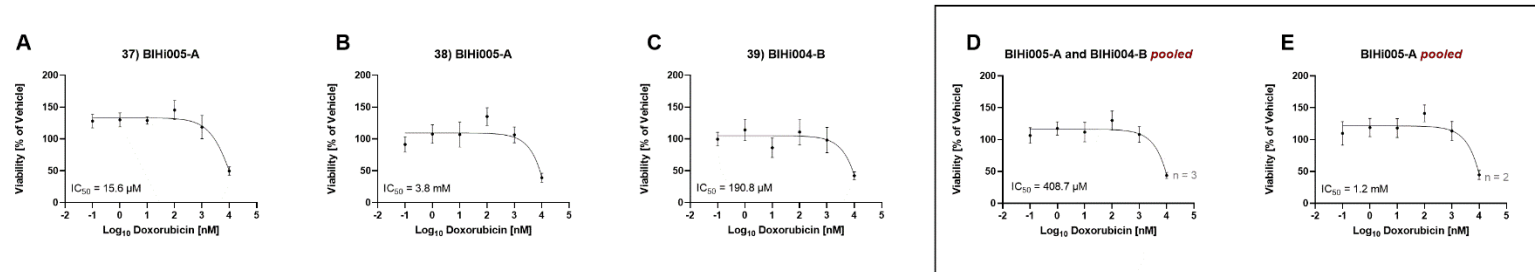 A
37) BIHi005-A
Viability [% of Vehicle]
200
150
100
50
0
IC50 = 15.6 µM
-2 -1 0 1 2 3 4 5
Log10 Doxorubicin [nM]
B
38) BIHi005-A
Viability [% of Vehicle]
200
150
100
50
0
IC50 = 3.8 mM
-2 -1 0 1 2 3 4 5
Log10 Doxorubicin [nM]
C
39) BIHi004-B
Viability [% of Vehicle]
200
150
100
50
0
IC50 = 190.8 µM
-2 -1 0 1 2 3 4 5
Log10 Doxorubicin [nM]
D
BIHi005-A and BIHi004-B pooled
Viability [% of Vehicle]
200
150
100
50
0
n = 3
IC50 = 408.7 µM
-2 -1 0 1 2 3 4 5
Log10 Doxorubicin [nM]
E
BIHi005-A pooled
Viability [% of Vehicle]
200
150
100
50
0
n = 2
IC50 = 1.2 mM
-2 -1 0 1 2 3 4 5
Log10 Doxorubicin [nM]